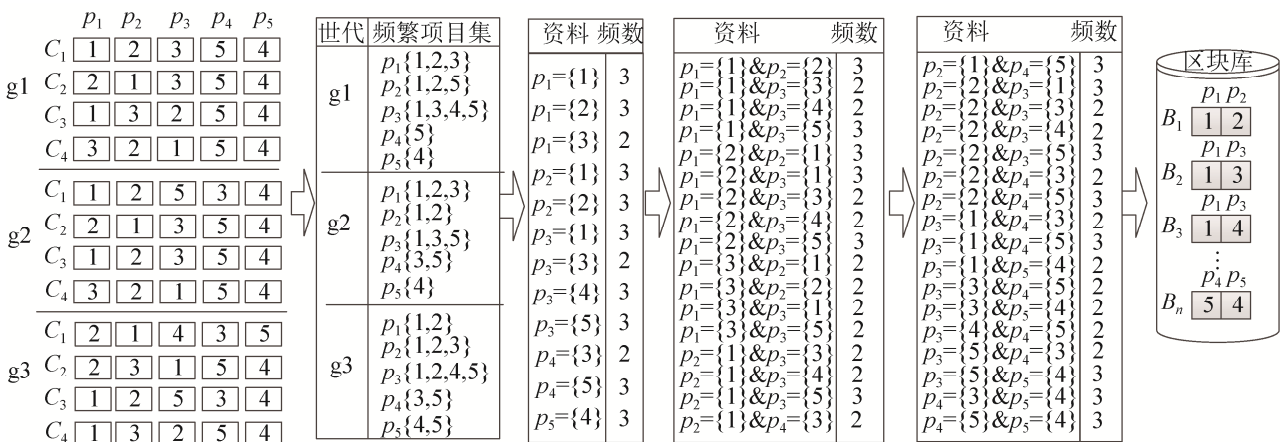 p1 p2 p3 p4 p5
g1
C1 1 2 3 5 4
C2 2 1 3 5 4
C3 1 3 2 5 4
C4 3 2 1 5 4
g2
C1 1 2 5 3 4
C2 2 1 3 5 4
C3 1 2 3 5 4
C4 3 2 1 5 4
g3
C1 2 1 4 3 5
C2 2 3 1 5 4
C3 1 2 5 3 4
C4 1 3 2 5 4
世代 频繁项目集
g1
p1{1,2,3}
p2{1,2,5}
p3{1,3,4,5}
p4{5}
p5{4}
g2
p1{1,2,3}
p2{1,2}
p3{1,3,5}
p4{3,5}
p5{4}
g3
p1{1,2}
p2{1,2,3}
p3{1,2,4,5}
p4{3,5}
p5{4,5}
资料 频数
p1={1} 3
p1={2} 3
p1={3} 2
p2={1} 3
p2={2} 3
p3={1} 3
p3={3} 2
p3={4} 3
p3={5} 3
p4={3} 2
p4={5} 3
p5={4} 3
资料 频数
p1={1}&p2={2} 3
p1={1}&p3={3} 2
p1={1}&p3={4} 2
p1={1}&p3={5} 3
p1={2}&p2={1} 3
p1={2}&p3={1} 3
p1={2}&p3={3} 2
p1={2}&p3={4} 2
p1={2}&p3={5} 3
p1={3}&p2={1} 2
p1={3}&p2={2} 2
p1={3}&p3={1} 2
p1={3}&p3={5} 2
p2={1}&p3={3} 2
p2={1}&p3={4} 2
p2={1}&p3={5} 3
p2={1}&p4={3} 2
资料 频数
p2={1}&p4={5} 3
p2={2}&p3={1} 3
p2={2}&p3={3} 2
p2={2}&p3={4} 2
p2={2}&p3={5} 3
p2={2}&p4={3} 2
p2={2}&p4={5} 3
p3={1}&p4={3} 2
p3={1}&p4={5} 3
p3={1}&p5={4} 2
p3={3}&p4={5} 2
p3={3}&p5={4} 2
p3={4}&p4={5} 2
p3={5}&p4={3} 2
p3={5}&p5={4} 3
p4={3}&p5={4} 3
p4={5}&p5={4} 3
区块库
p1 p2
B1 1 2
p1 p3
B2 1 3
p1 p3
B3 1 4
⋮
p4 p5
Bn 5 4